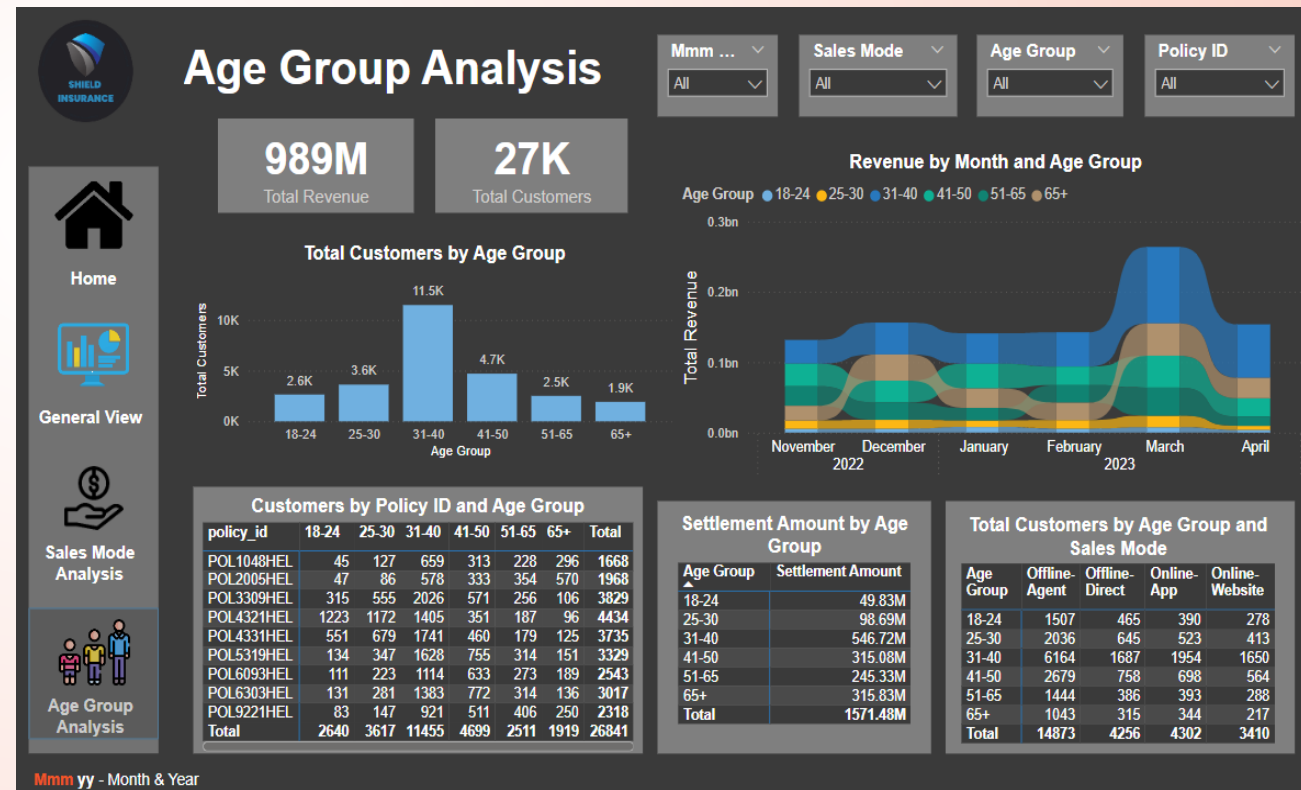 SHIELD
INSURANCE
Age Group Analysis
Mmm ...
All
Sales Mode
All
Age Group
All
Policy ID
All
989M
Total Revenue
27K
Total Customers
Home
General View
Sales Mode
Analysis
Age Group
Analysis
Total Customers by Age Group
Total Customers
10K
5K
0K
2.6K
3.6K
11.5K
4.7K
2.5K
1.9K
18-24 25-30 31-40 41-50 51-65 65+
Age Group
Revenue by Month and Age Group
Age Group 18-24 25-30 31-40 41-50 51-65 65+
Total Revenue
0.3bn
0.2bn
0.1bn
0.0bn
November December January February March April
2022 2023
Customers by Policy ID and Age Group
policy_id 18-24 25-30 31-40 41-50 51-65 65+ Total
POL1048HEL 45 127 659 313 228 296 1668
POL2005HEL 47 86 578 333 354 570 1968
POL3309HEL 315 555 2026 571 256 106 3829
POL4321HEL 1223 1172 1405 351 187 96 4434
POL4331HEL 551 679 1741 460 179 125 3735
POL5319HEL 134 347 1628 755 314 151 3329
POL6093HEL 111 223 1114 633 273 189 2543
POL6303HEL 131 281 1383 772 314 136 3017
POL9221HEL 83 147 921 511 406 250 2318
Total 2640 3617 11455 4699 2511 1919 26841
Settlement Amount by Age
Group
Age Group Settlement Amount
18-24 49.83M
25-30 98.69M
31-40 546.72M
41-50 315.08M
51-65 245.33M
65+ 315.83M
Total 1571.48M
Total Customers by Age Group and
Sales Mode
Age Offline- Offline- Online- Online-
Group Agent Direct App Website
18-24 1507 465 390 278
25-30 2036 645 523 413
31-40 6164 1687 1954 1650
41-50 2679 758 698 564
51-65 1444 386 393 288
65+ 1043 315 344 217
Total 14873 4256 4302 3410
Mmm yy - Month & Year